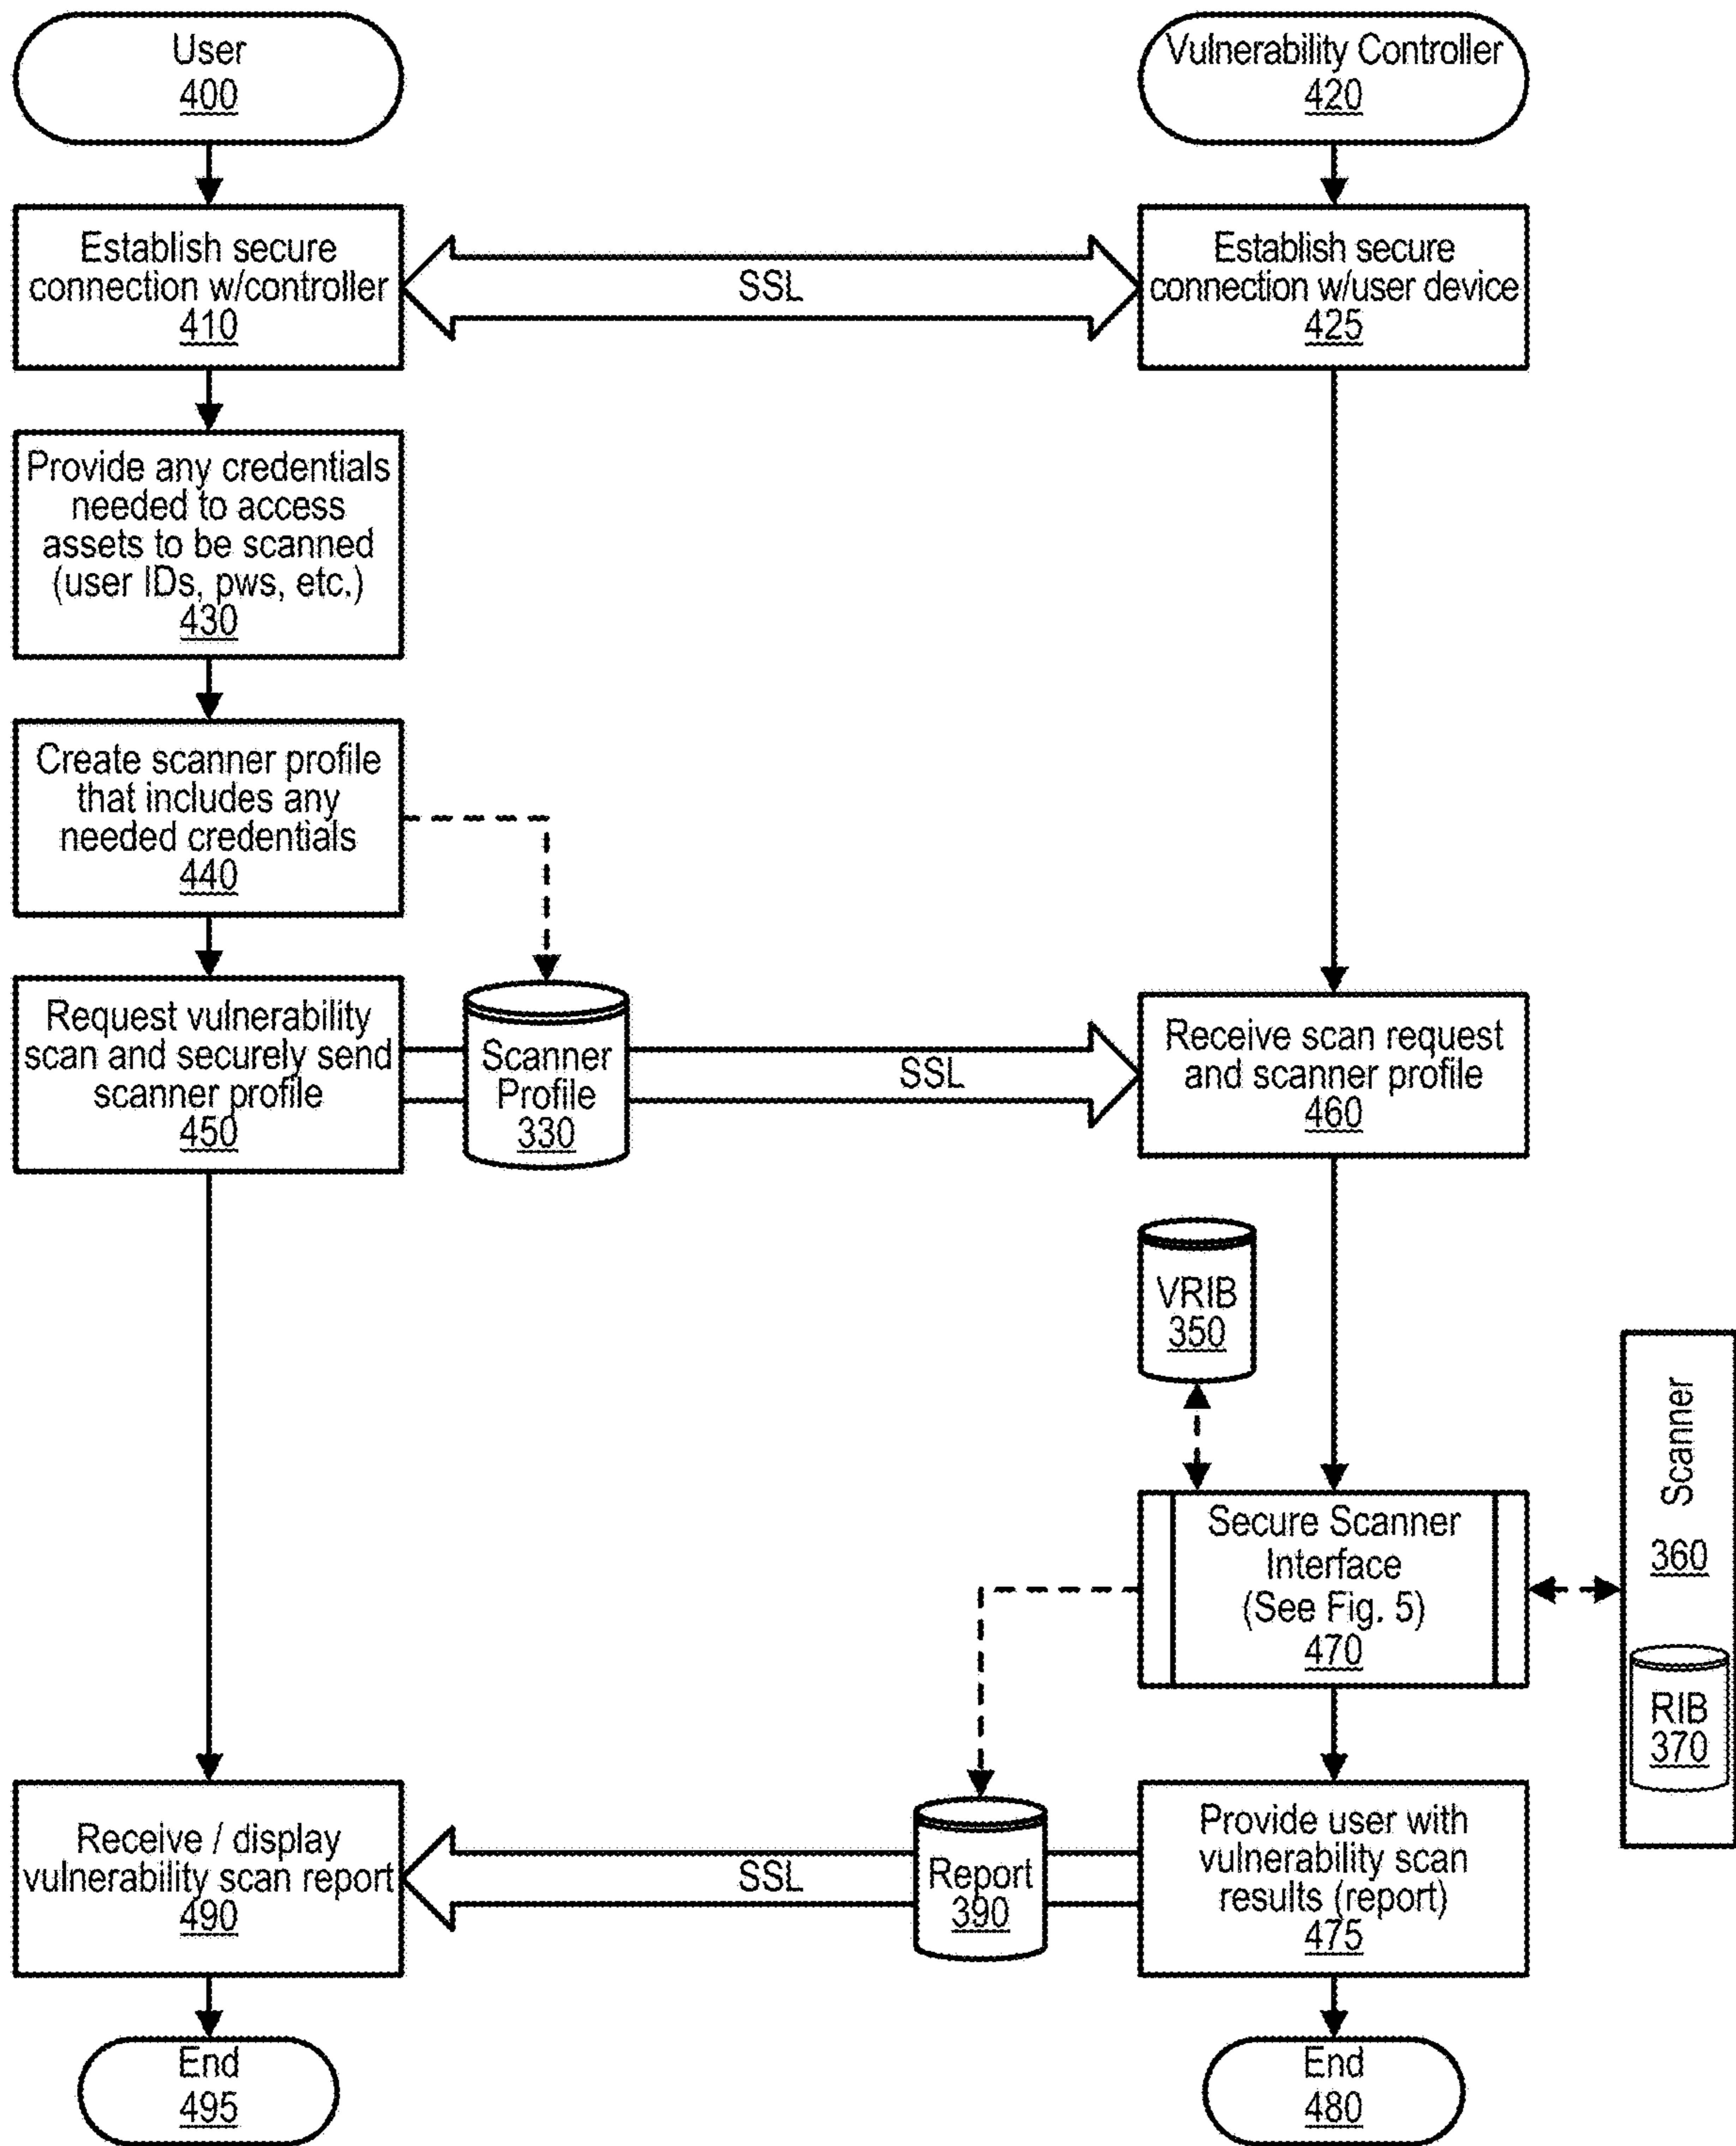 User
400
Vulnerability Controller
420
Establish secure
connection w/controller
410
SSL
Establish secure
connection w/user device
425
Provide any credentials
needed to access
assets to be scanned
(user IDs, pws, etc.)
430
Create scanner profile
that includes any
needed credentials
440
Request vulnerability
scan and securely send
scanner profile
450
Scanner
Profile
330
SSL
Receive scan request
and scanner profile
460
VRIB
350
Secure Scanner
Interface
(See Fig. 5)
470
Scanner
360
RIB
370
Receive / display
vulnerability scan report
490
SSL
Report
390
Provide user with
vulnerability scan
results (report)
475
End
495
End
480